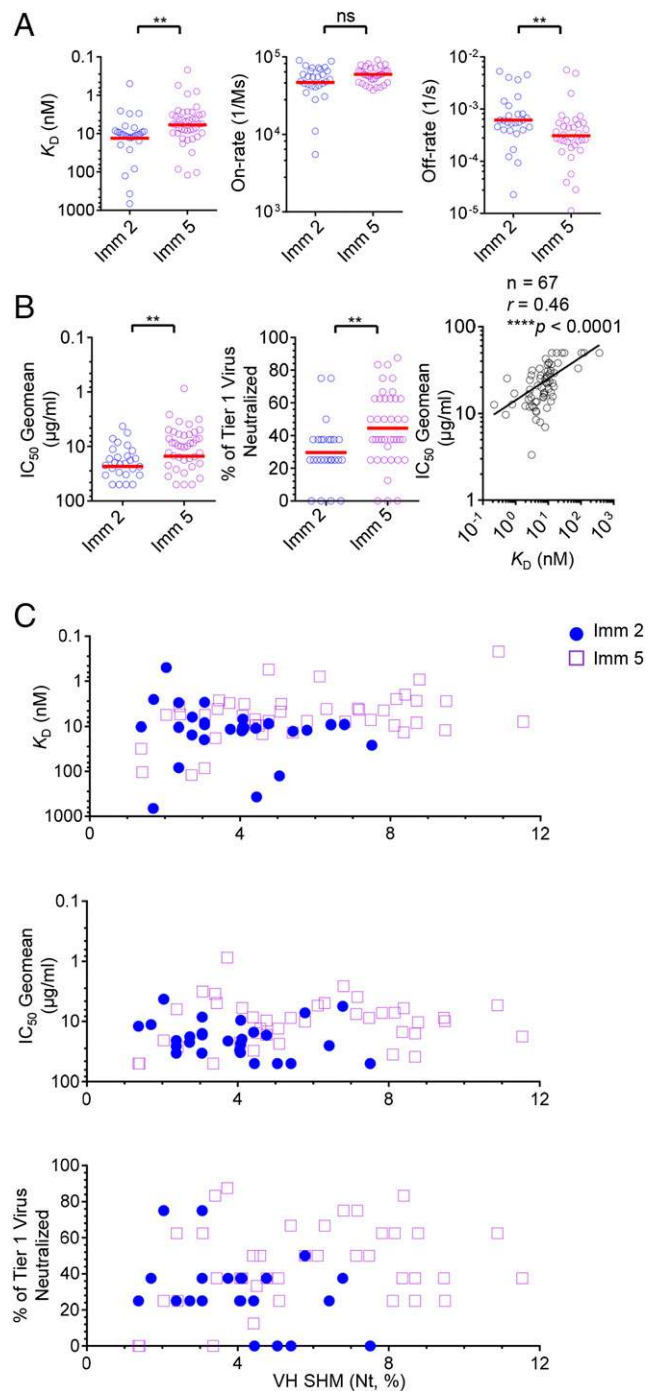 A
**
ns
**
0.1
1
10
100
1000
K_D (nM)
Imm 2
Imm 5
10^5
10^4
10^3
On-rate (1/Ms)
Imm 2
Imm 5
10^-2
10^-3
10^-4
10^-5
Off-rate (1/s)
Imm 2
Imm 5
B
**
**
n = 67
r = 0.46
****p < 0.0001
0.1
1
10
100
IC50 Geomean
(µg/ml)
Imm 2
Imm 5
100
80
60
40
20
0
% of Tier 1 Virus
Neutralized
Imm 2
Imm 5
100
10
1
IC50 Geomean
(µg/ml)
10^-1
10^0
10^1
10^2
10^3
K_D (nM)
C
Imm 2
Imm 5
0.1
1
10
100
1000
K_D (nM)
0
4
8
12
0.1
1
10
100
IC50 Geomean
(µg/ml)
0
4
8
12
100
80
60
40
20
0
% of Tier 1 Virus
Neutralized
0
4
8
12
VH SHM (Nt, %)